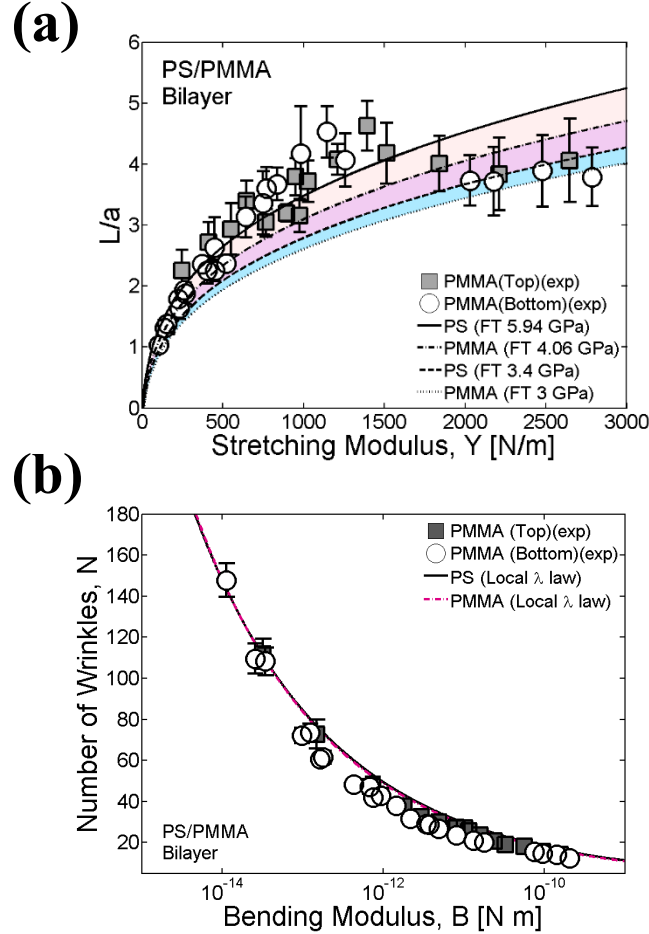 (a)
6
5
4
3
2
1
0
L/a
PS/PMMA
Bilayer
PMMA(Top)(exp)
PMMA(Bottom)(exp)
PS (FT 5.94 GPa)
PMMA (FT 4.06 GPa)
PS (FT 3.4 GPa)
PMMA (FT 3 GPa)
0 500 1000 1500 2000 2500 3000
Stretching Modulus, Y [N/m]
(b)
180
160
140
120
100
80
60
40
20
Number of Wrinkles, N
PMMA (Top)(exp)
PMMA (Bottom)(exp)
PS (Local λ law)
PMMA (Local λ law)
PS/PMMA
Bilayer
10⁻¹⁴ 10⁻¹² 10⁻¹⁰
Bending Modulus, B [N m]